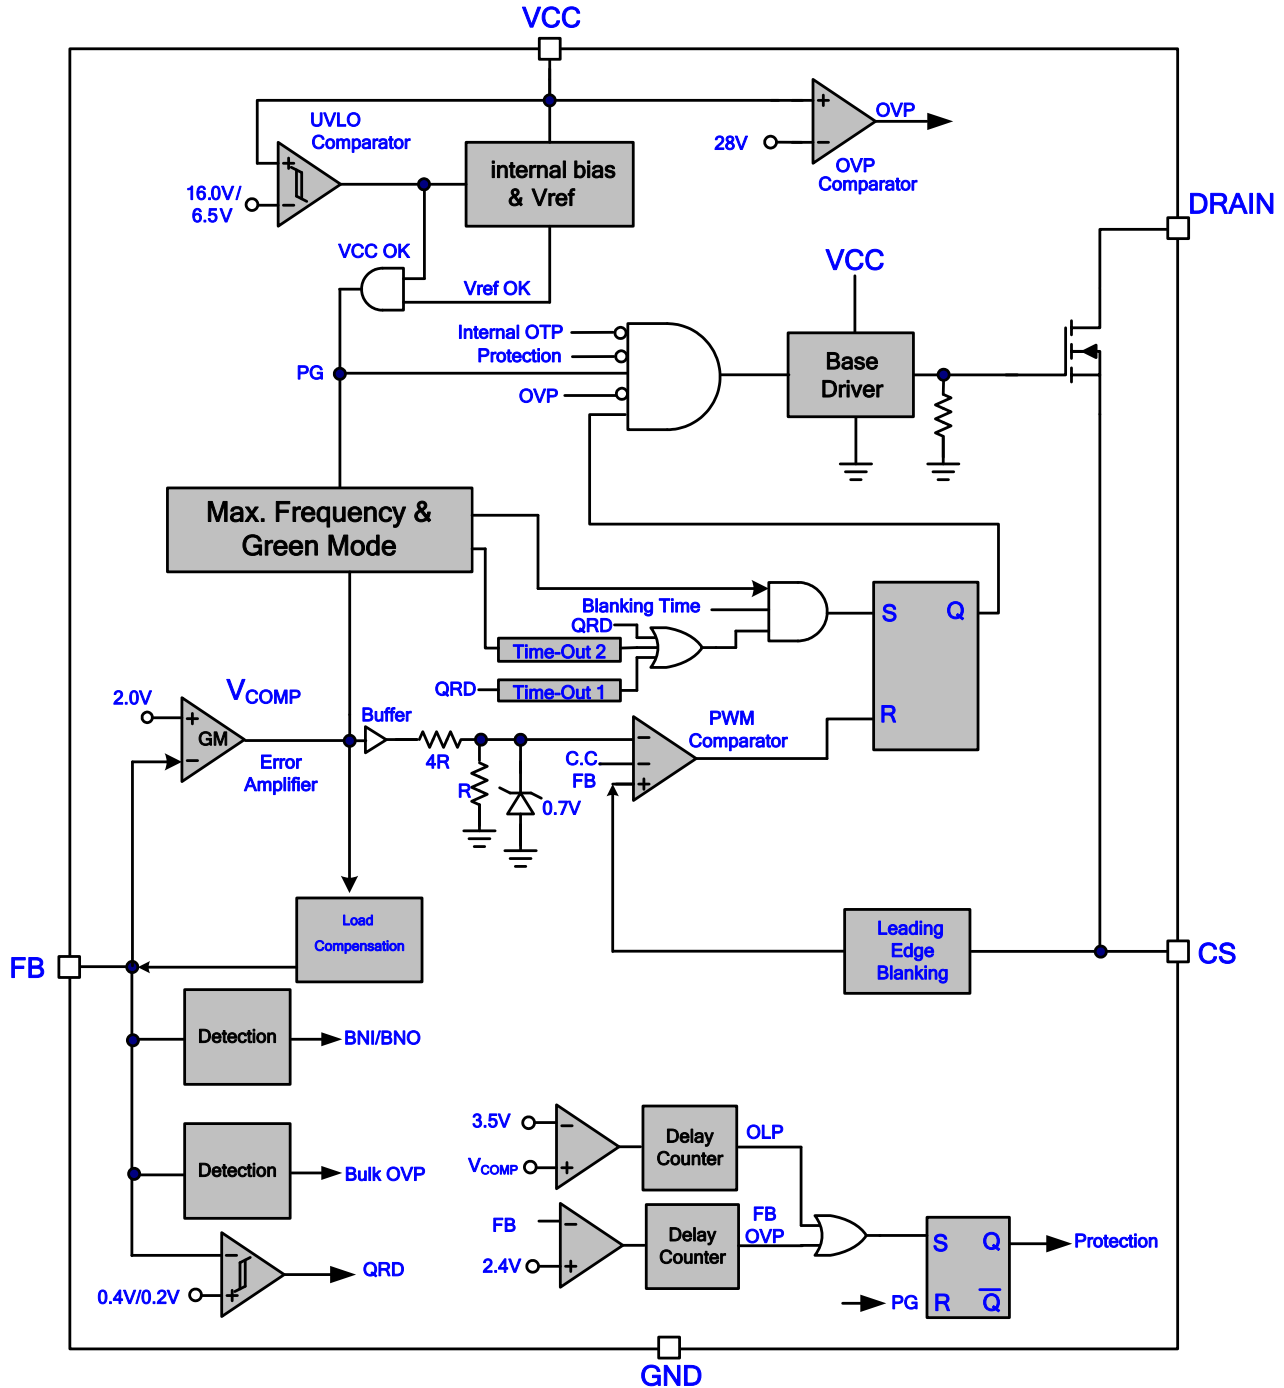 VCC
UVLO
Comparator
OVP
28V
OVP
Comparator
internal bias
& Vref
16.0V/
6.5V
+
−
+
−
DRAIN
VCC OK
Vref OK
VCC
Internal OTP
Protection
PG
OVP
Base
Driver
Max. Frequency &
Green Mode
Blanking Time
QRD
Time-Out 2
QRD
Time-Out 1
S
Q
R
2.0V
VCOMP
+
GM
−
Error
Amplifier
Buffer
4R
R
0.7V
PWM
Comparator
−
C.C
−
FB
+
Load
Compensation
Leading
Edge
Blanking
FB
CS
Detection
BNI/BNO
Detection
Bulk OVP
−
+
0.4V/0.2V
QRD
3.5V
−
VCOMP
+
Delay
Counter
OLP
FB
−
2.4V
+
Delay
Counter
FB
OVP
S
Q
Protection
PG
R
Q̅
GND